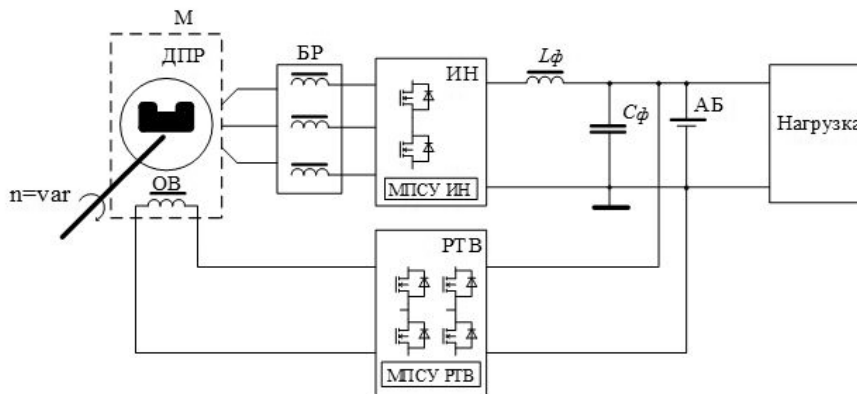 М
ДПР
БР
ИН
Lф
Cф
АБ
Нагрузка
МПСУ ИН
n=var
ОВ
РТВ
МПСУ РТВ